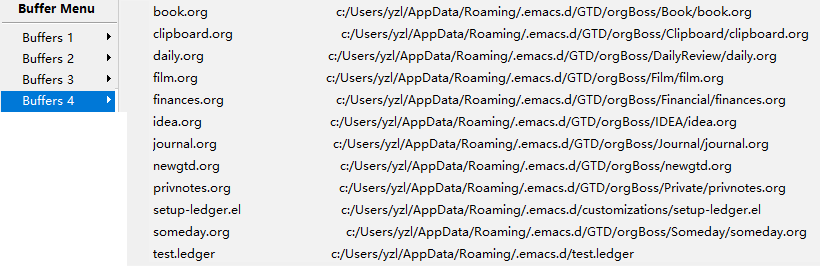 Buffer Menu
Buffers 1
Buffers 2
Buffers 3
Buffers 4
book.org c:/Users/yzl/AppData/Roaming/.emacs.d/GTD/orgBoss/Book/book.org
clipboard.org c:/Users/yzl/AppData/Roaming/.emacs.d/GTD/orgBoss/Clipboard/clipboard.org
daily.org c:/Users/yzl/AppData/Roaming/.emacs.d/GTD/orgBoss/DailyReview/daily.org
film.org c:/Users/yzl/AppData/Roaming/.emacs.d/GTD/orgBoss/Film/film.org
finances.org c:/Users/yzl/AppData/Roaming/.emacs.d/GTD/orgBoss/Financial/finances.org
idea.org c:/Users/yzl/AppData/Roaming/.emacs.d/GTD/orgBoss/IDEA/idea.org
journal.org c:/Users/yzl/AppData/Roaming/.emacs.d/GTD/orgBoss/Journal/journal.org
newgtd.org c:/Users/yzl/AppData/Roaming/.emacs.d/GTD/orgBoss/newgtd.org
privnotes.org c:/Users/yzl/AppData/Roaming/.emacs.d/GTD/orgBoss/Private/privnotes.org
setup-ledger.el c:/Users/yzl/AppData/Roaming/.emacs.d/customizations/setup-ledger.el
someday.org c:/Users/yzl/AppData/Roaming/.emacs.d/GTD/orgBoss/Someday/someday.org
test.ledger c:/Users/yzl/AppData/Roaming/.emacs.d/test.ledger